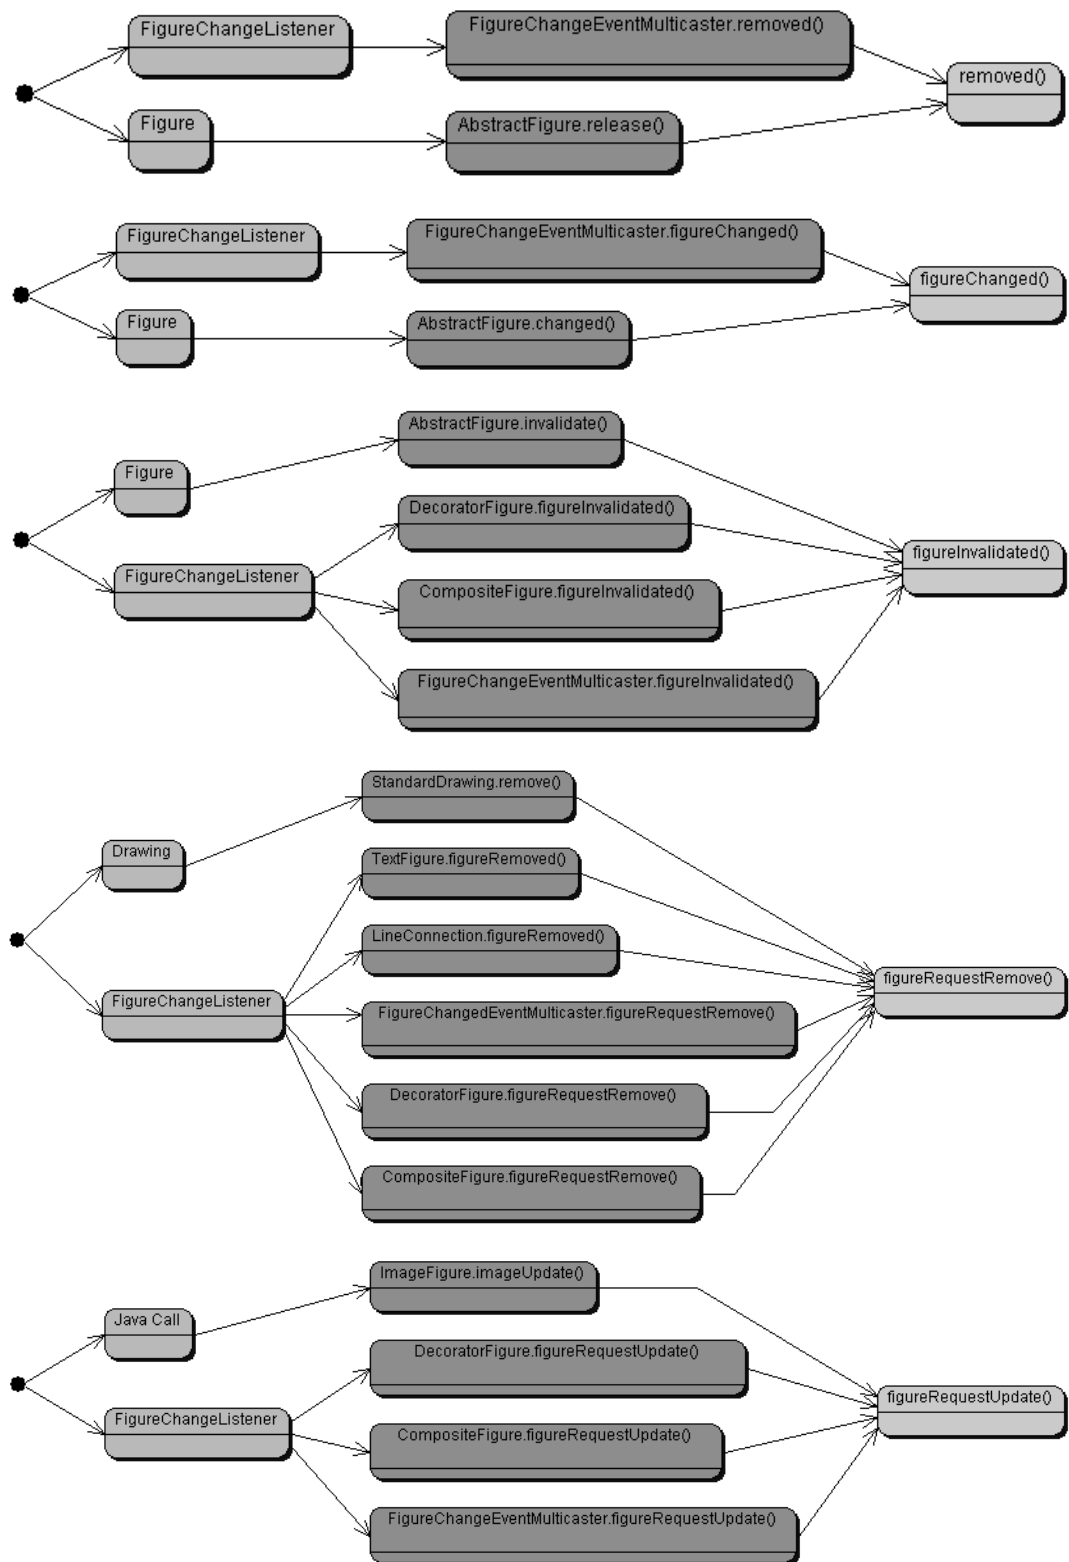 FigureChangeListener
FigureChangeEventMulticaster.removed()
removed()
Figure
AbstractFigure.release()
FigureChangeListener
FigureChangeEventMulticaster.figureChanged()
figureChanged()
Figure
AbstractFigure.changed()
AbstractFigure.invalidate()
Figure
DecoratorFigure.figureInvalidated()
figureInvalidated()
FigureChangeListener
CompositeFigure.figureInvalidated()
FigureChangeEventMulticaster.figureInvalidated()
StandardDrawing.remove()
Drawing
TextFigure.figureRemoved()
LineConnection.figureRemoved()
figureRequestRemove()
FigureChangeListener
FigureChangedEventMulticaster.figureRequestRemove()
DecoratorFigure.figureRequestRemove()
CompositeFigure.figureRequestRemove()
ImageFigure.imageUpdate()
Java Call
DecoratorFigure.figureRequestUpdate()
figureRequestUpdate()
FigureChangeListener
CompositeFigure.figureRequestUpdate()
FigureChangeEventMulticaster.figureRequestUpdate()